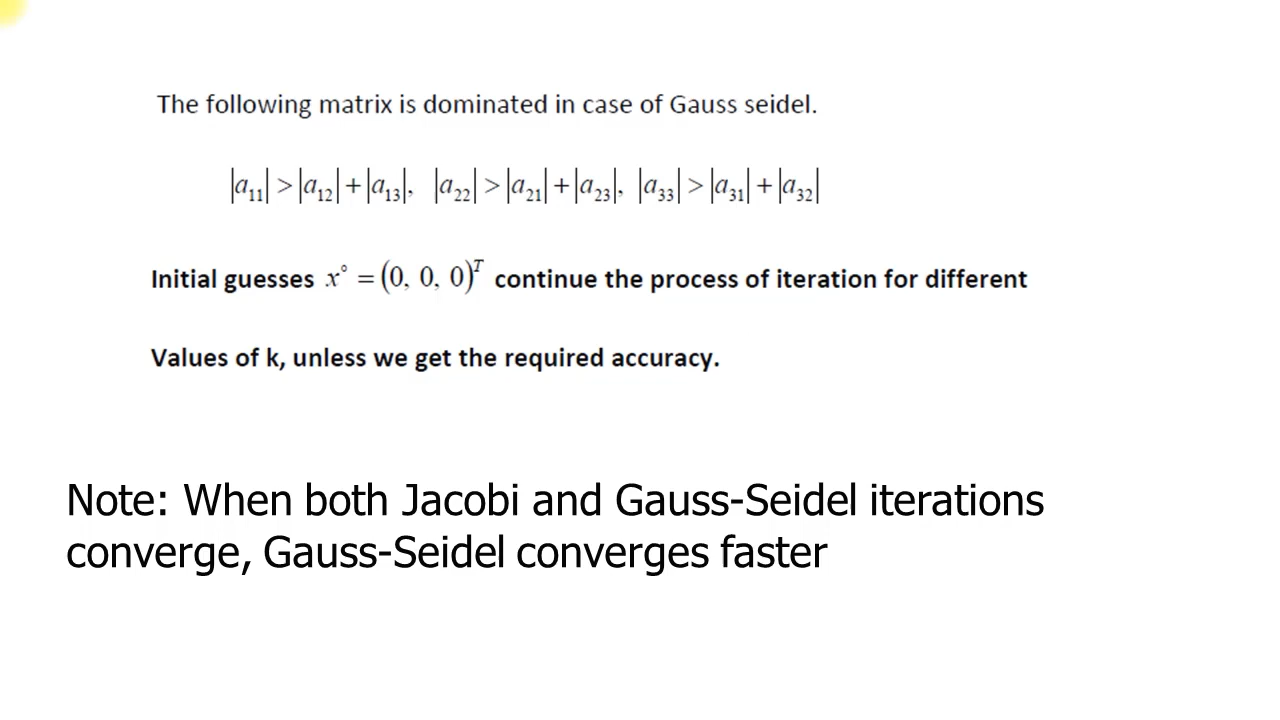 The following matrix is dominated in case of Gauss seidel.
|a₁₁| > |a₁₂| + |a₁₃|, |a₂₂| > |a₂₁| + |a₂₃|, |a₃₃| > |a₃₁| + |a₃₂|
Initial guesses x° = (0, 0, 0)ᵀ continue the process of iteration for different
Values of k, unless we get the required accuracy.
Note: When both Jacobi and Gauss-Seidel iterations
converge, Gauss-Seidel converges faster